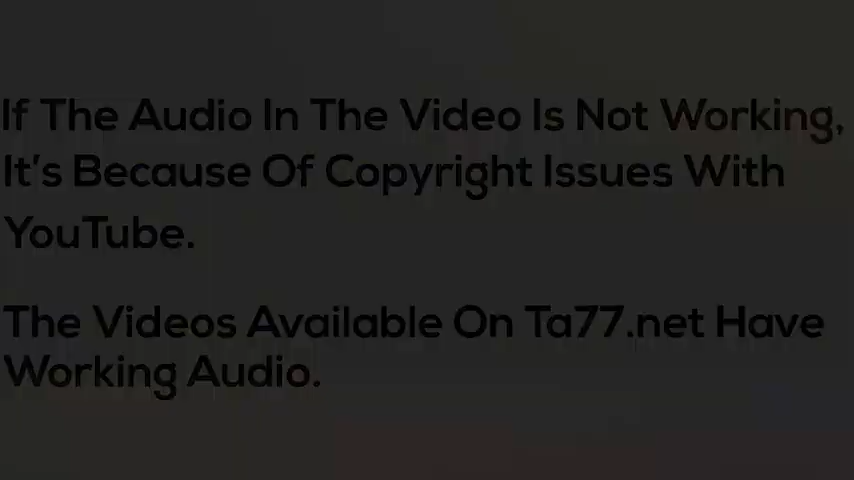 If The Audio In The Video Is Not Working,
It's Because Of Copyright Issues With
YouTube.
The Videos Available On Ta77.net Have
Working Audio.